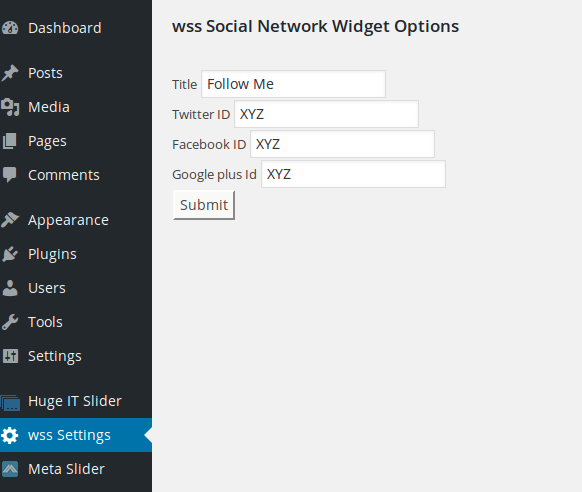 Dashboard
Posts
Media
Pages
Comments
Appearance
Plugins
Users
Tools
Settings
Huge IT Slider
wss Settings
Meta Slider
wss Social Network Widget Options
Title Follow Me
Twitter ID XYZ
Facebook ID XYZ
Google plus Id XYZ
Submit